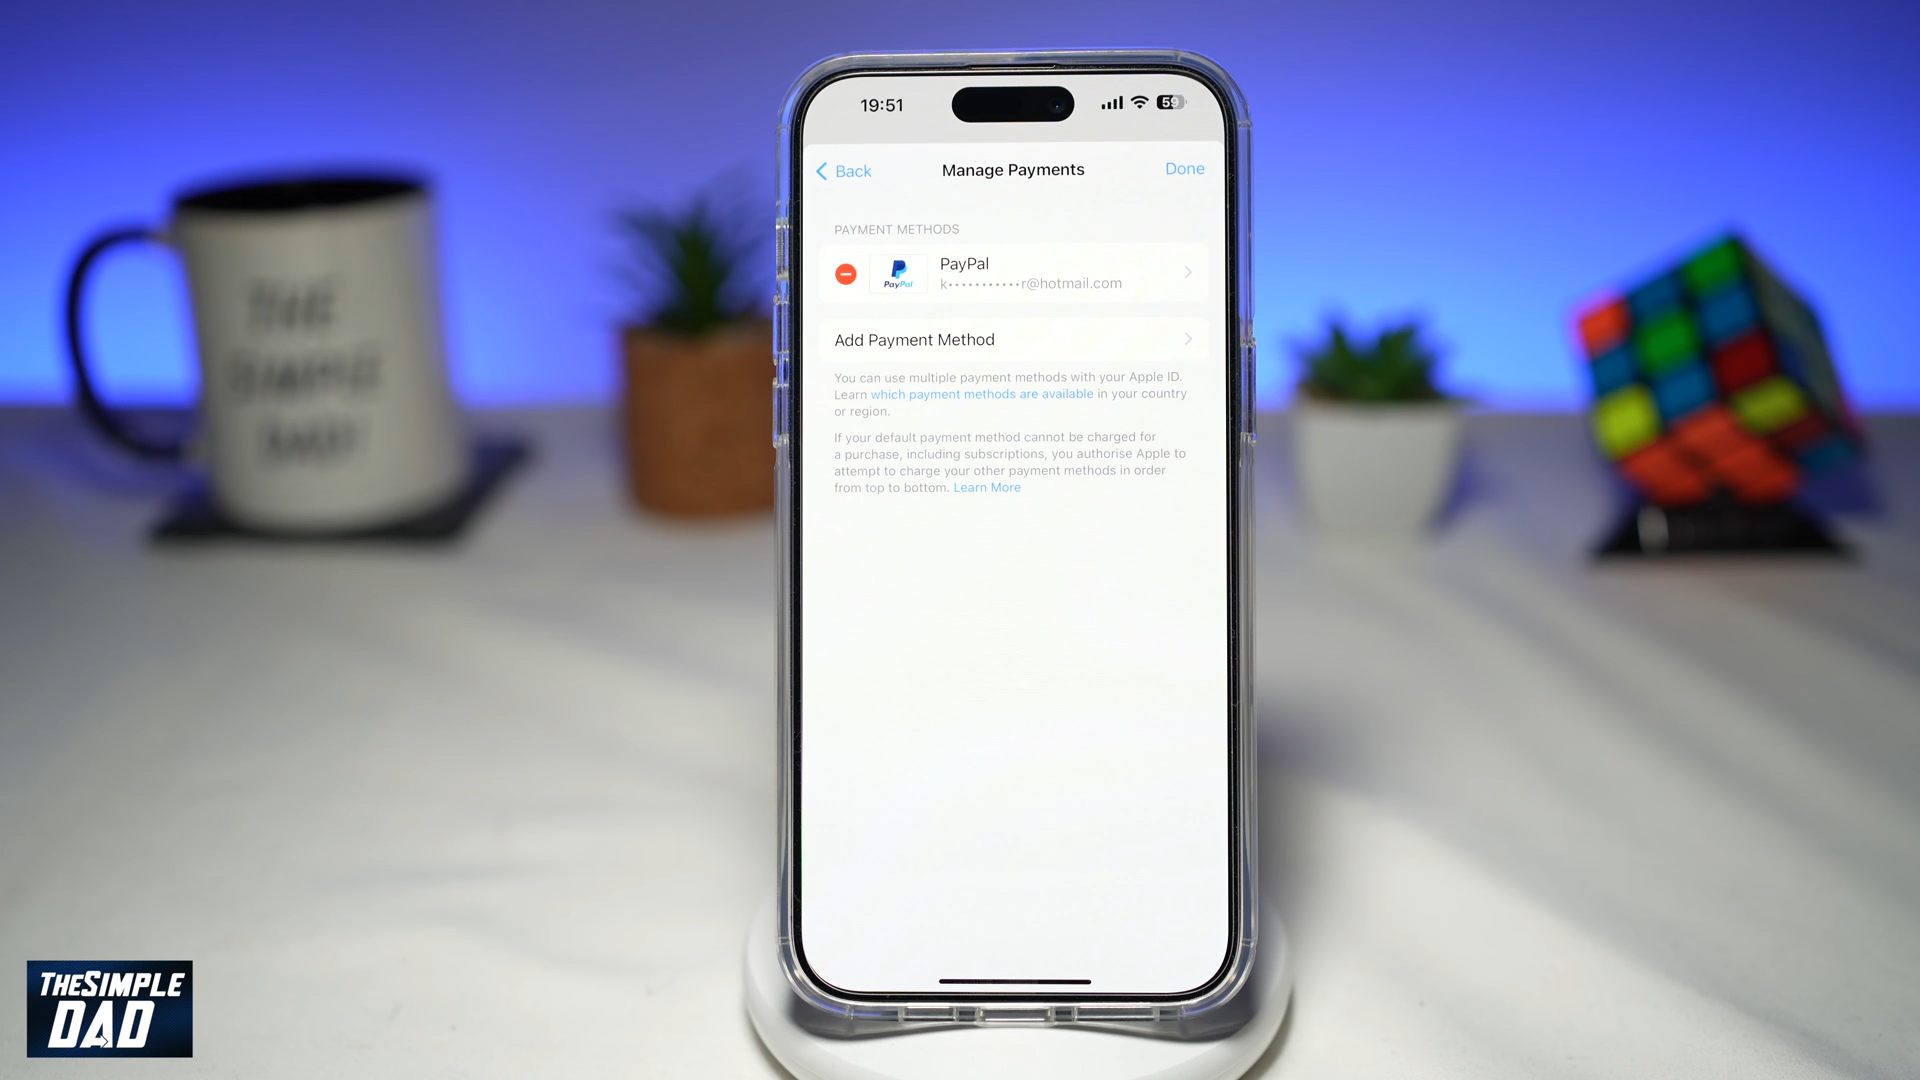 19:51
59
Back
Manage Payments
Done
PAYMENT METHODS
PayPal
PayPal
k•••••••••••r@hotmail.com
Add Payment Method
You can use multiple payment methods with your Apple ID.
Learn which payment methods are available in your country
or region.
If your default payment method cannot be charged for
a purchase, including subscriptions, you authorise Apple to
attempt to charge your other payment methods in order
from top to bottom. Learn More
THE
SIMPLE
DAD
THESIMPLE
DAD